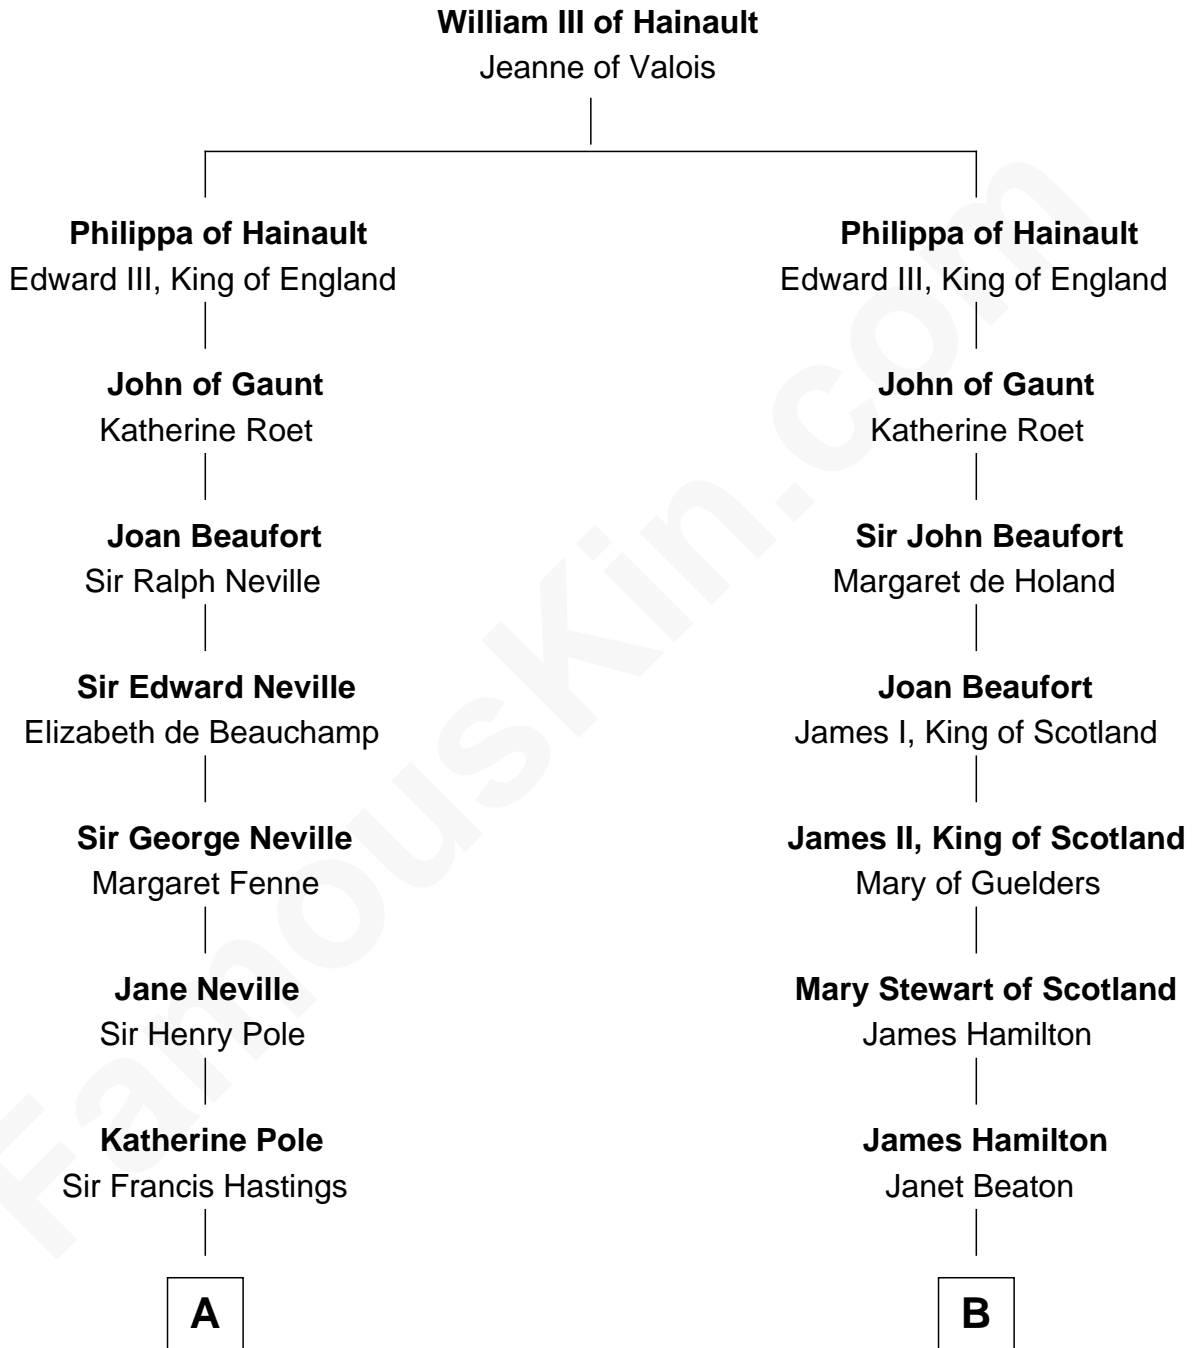 William III of Hainault
Jeanne of Valois
Philippa of Hainault
Edward III, King of England
John of Gaunt
Katherine Roet
Joan Beaufort
Sir Ralph Neville
Sir Edward Neville
Elizabeth de Beauchamp
Sir George Neville
Margaret Fenne
Jane Neville
Sir Henry Pole
Katherine Pole
Sir Francis Hastings
A
Philippa of Hainault
Edward III, King of England
John of Gaunt
Katherine Roet
Sir John Beaufort
Margaret de Holand
Joan Beaufort
James I, King of Scotland
James II, King of Scotland
Mary of Guelders
Mary Stewart of Scotland
James Hamilton
James Hamilton
Janet Beaton
B
FamousKin.com